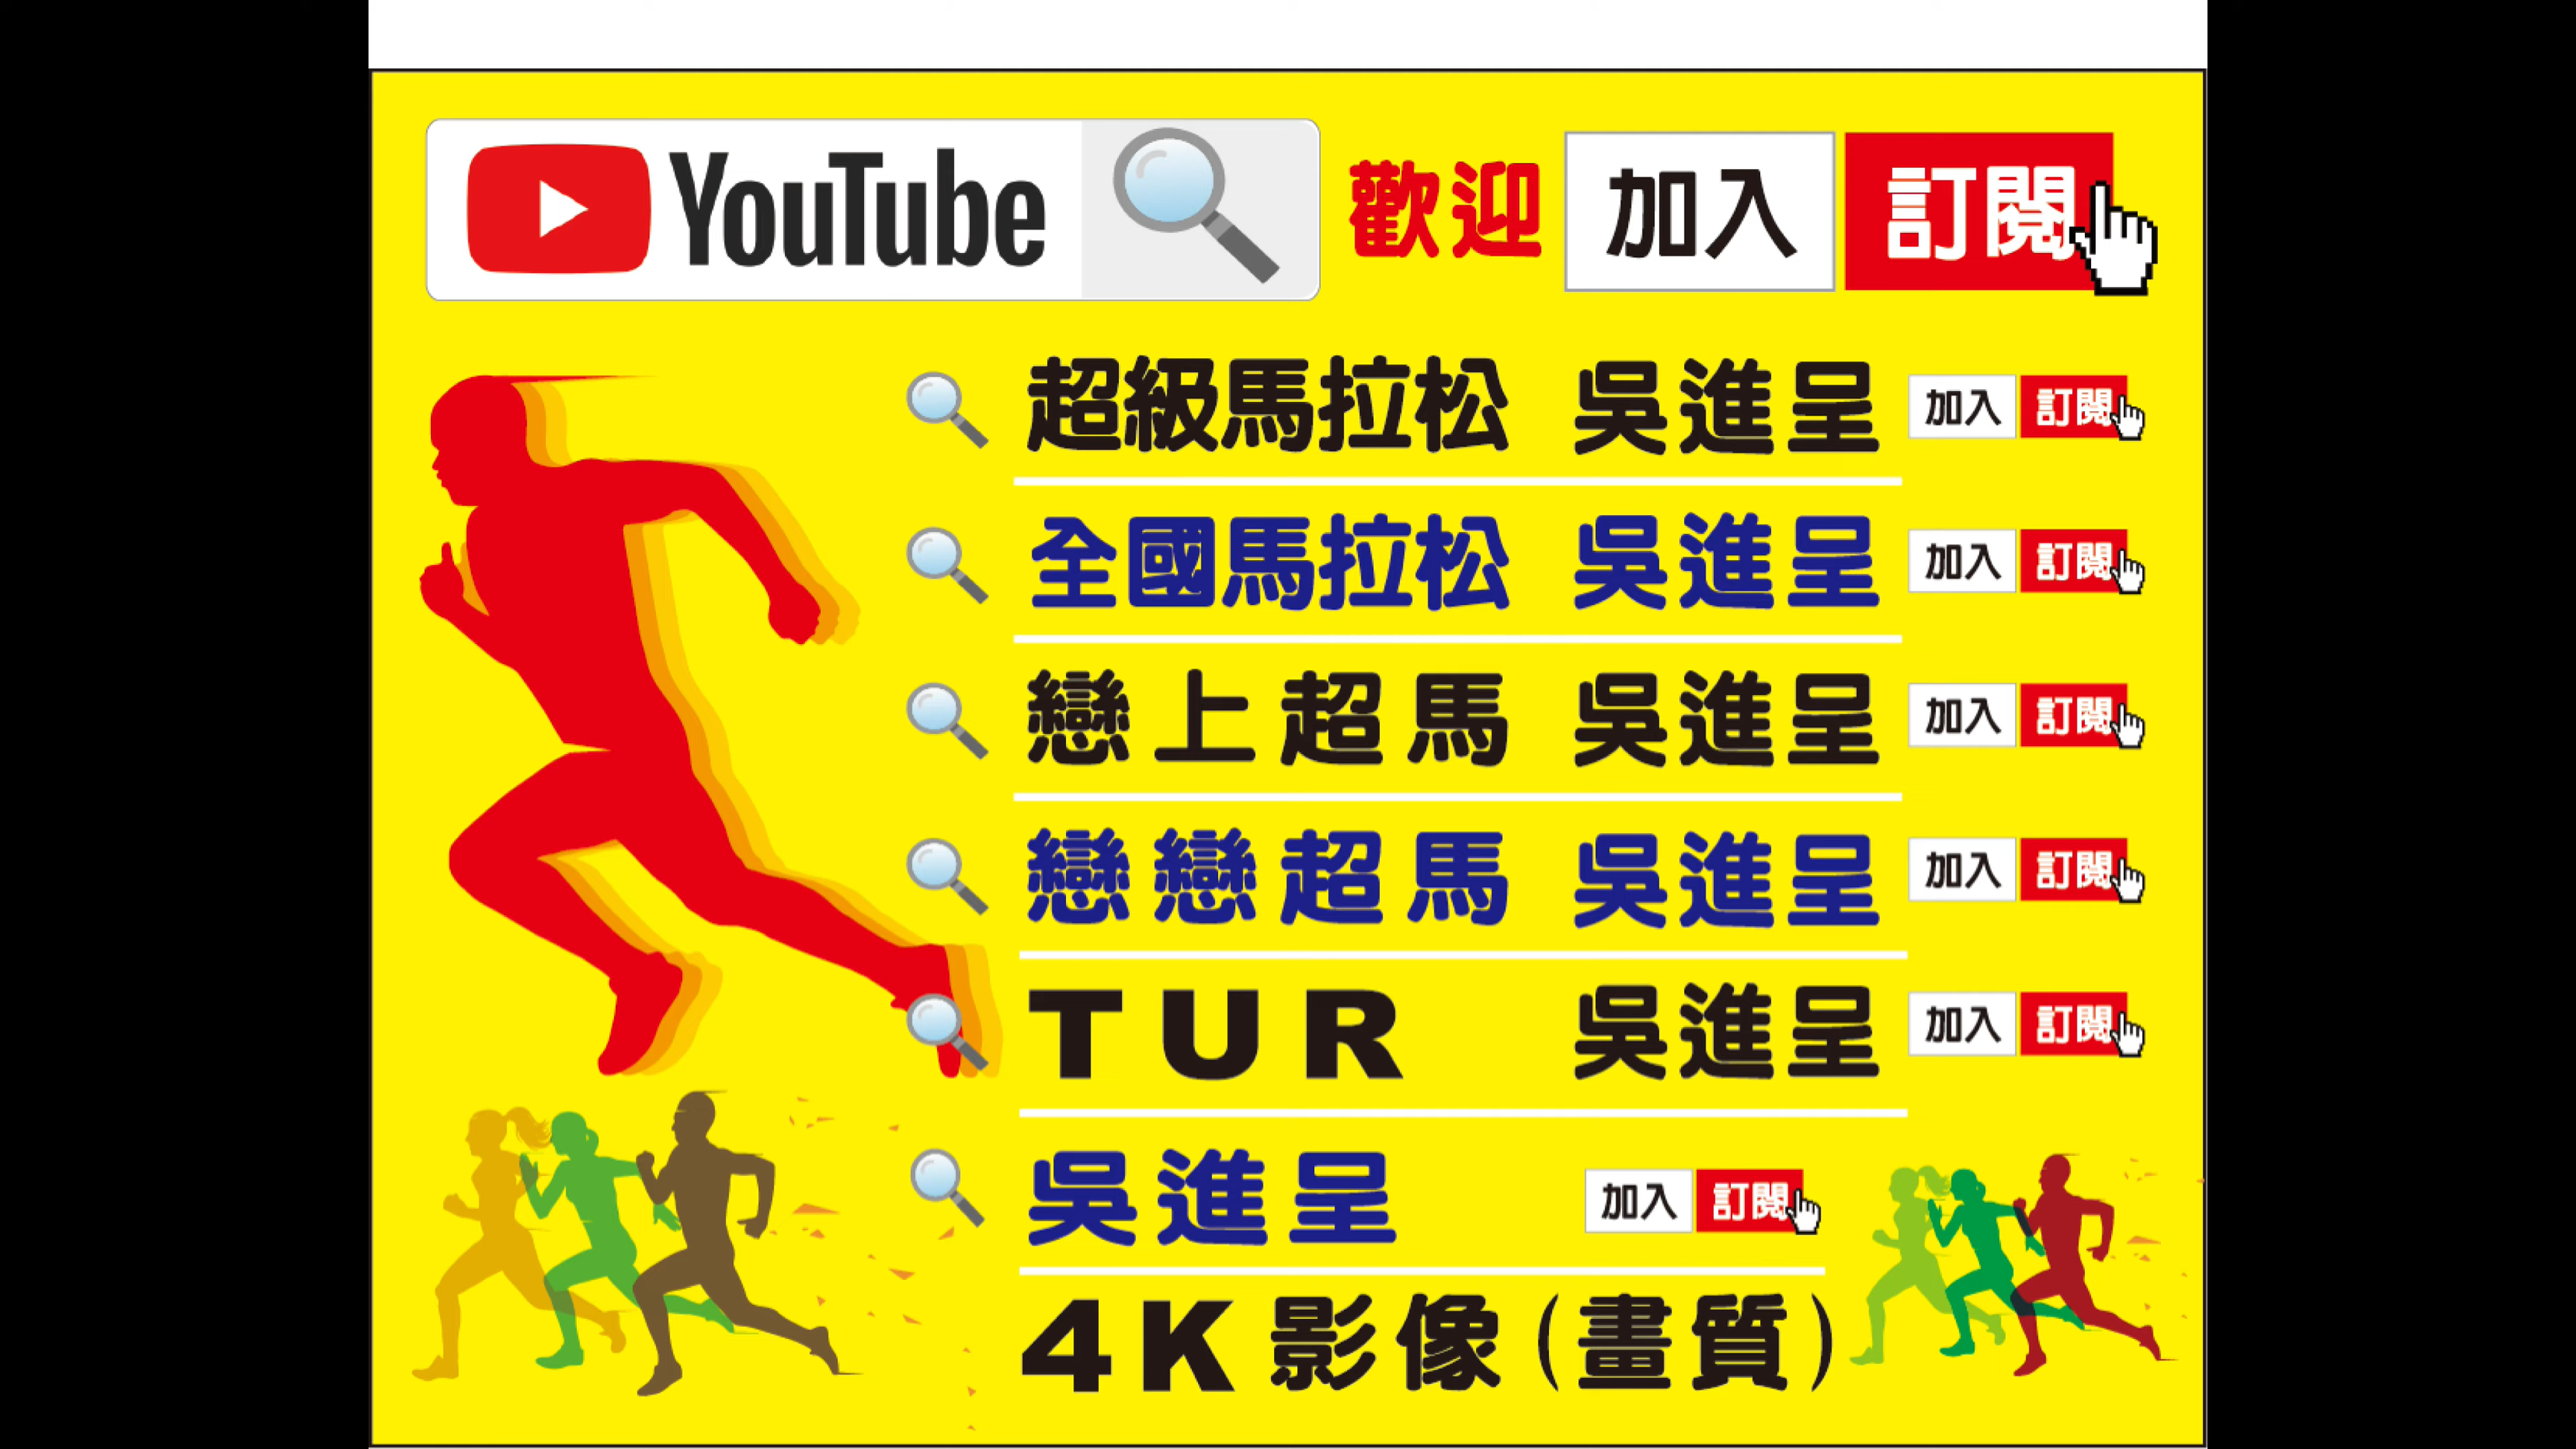 YouTube 歡迎 加入 訂閱
超級馬拉松 吳進呈 加入 訂閱
全國馬拉松 吳進呈 加入 訂閱
戀上超馬 吳進呈 加入 訂閱
戀戀超馬 吳進呈 加入 訂閱
TUR 吳進呈 加入 訂閱
吳進呈 加入 訂閱
4K影像(畫質)